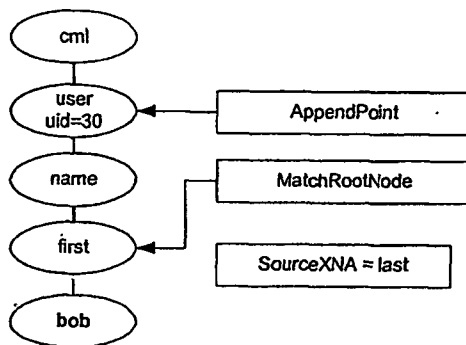 cml
user
uid=30
AppendPoint
name
MatchRootNode
first
SourceXNA = last
bob